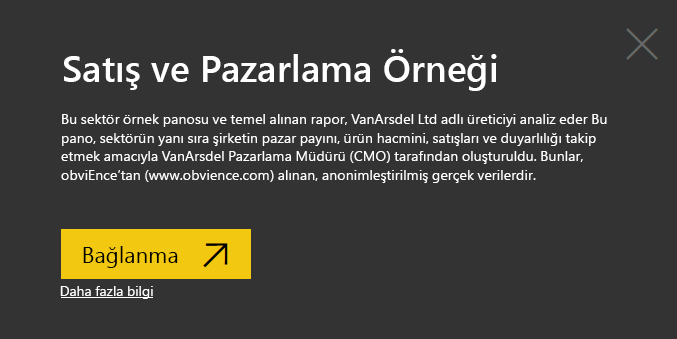 Satış ve Pazarlama Örneği
Bu sektör örnek panosu ve temel alınan rapor, VanArsdel Ltd adlı üreticiyi analiz eder Bu
pano, sektörün yanı sıra şirketin pazar payını, ürün hacmini, satışları ve duyarlılığı takip
etmek amacıyla VanArsdel Pazarlama Müdürü (CMO) tarafından oluşturuldu. Bunlar,
obviEnce'tan (www.obvience.com) alınan, anonimleştirilmiş gerçek verilerdir.
Bağlanma
Daha fazla bilgi